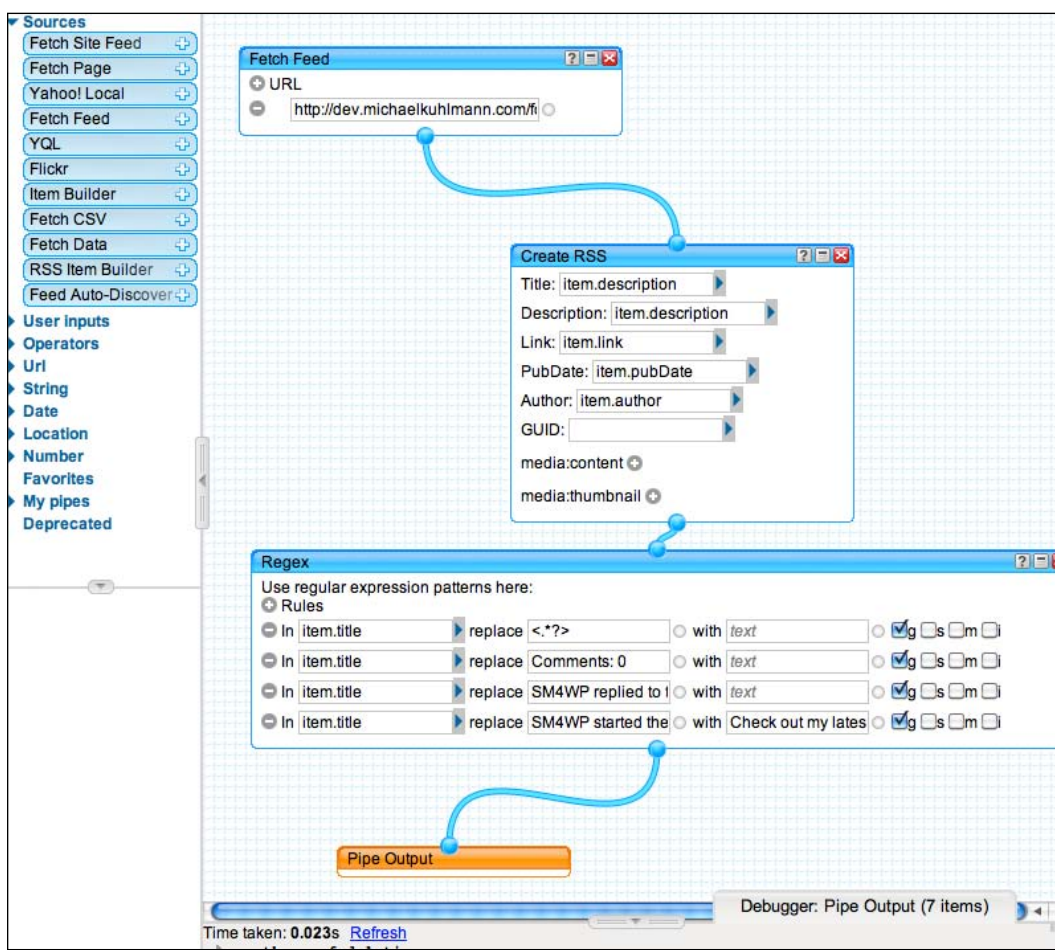 Sources
Fetch Site Feed
Fetch Page
Yahoo! Local
Fetch Feed
YQL
Flickr
Item Builder
Fetch CSV
Fetch Data
RSS Item Builder
Feed Auto-Discover
User inputs
Operators
Url
String
Date
Location
Number
Favorites
My pipes
Deprecated
Fetch Feed
URL
http://dev.michaelkuhlmann.com/f
Create RSS
Title: item.description
Description: item.description
Link: item.link
PubDate: item.pubDate
Author: item.author
GUID:
media:content
media:thumbnail
Regex
Use regular expression patterns here:
Rules
In item.title replace <.*?> with text g s m i
In item.title replace Comments: 0 with text g s m i
In item.title replace SM4WP replied to with text g s m i
In item.title replace SM4WP started the with Check out my lates g s m i
Pipe Output
Debugger: Pipe Output (7 items)
Time taken: 0.023s Refresh